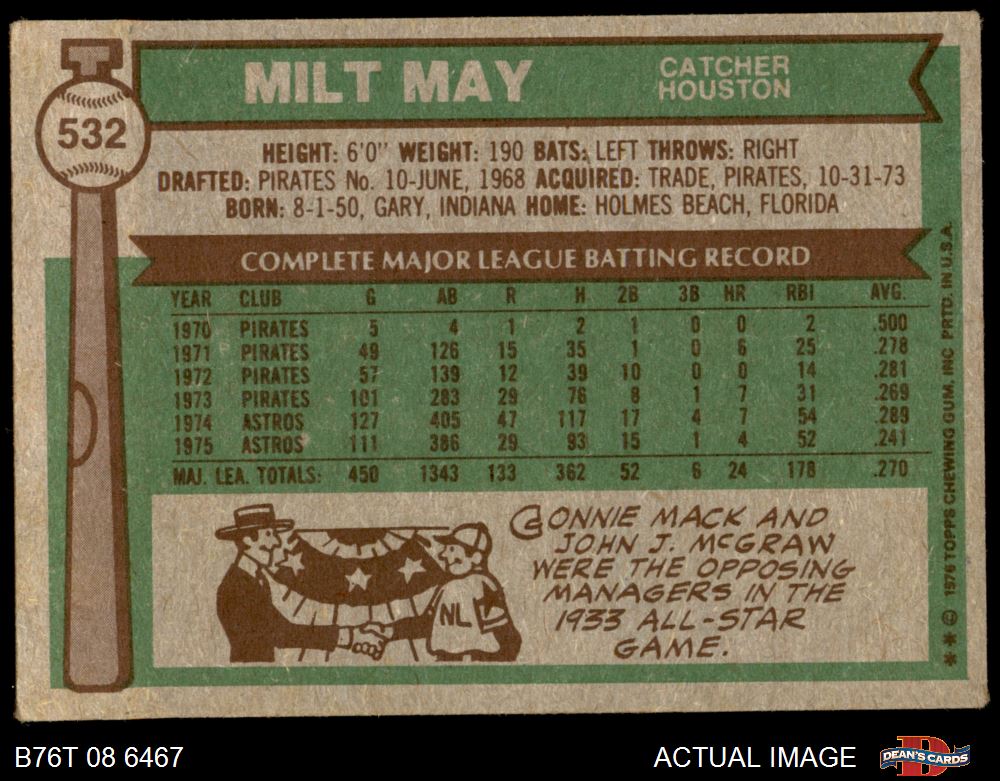 532
MILT MAY
CATCHER
HOUSTON
HEIGHT: 6'0" WEIGHT: 190 BATS: LEFT THROWS: RIGHT
DRAFTED: PIRATES No. 10-JUNE, 1968 ACQUIRED: TRADE, PIRATES, 10-31-73
BORN: 8-1-50, GARY, INDIANA HOME: HOLMES BEACH, FLORIDA
COMPLETE MAJOR LEAGUE BATTING RECORD
YEAR CLUB G AB R H 2B 3B HR RBI AVG.
1970 PIRATES 5 4 1 2 1 0 0 2 .500
1971 PIRATES 49 126 15 35 1 0 6 25 .278
1972 PIRATES 57 139 12 39 10 0 0 14 .281
1973 PIRATES 101 283 29 76 8 1 7 31 .269
1974 ASTROS 127 405 47 117 17 4 7 54 .289
1975 ASTROS 111 386 29 93 15 1 4 52 .241
MAJ. LEA. TOTALS: 450 1343 133 362 52 6 24 178 .270
CONNIE MACK AND
JOHN J. McGRAW
WERE THE OPPOSING
MANAGERS IN THE
1933 ALL-STAR
GAME.
NL
* * © 1976 TOPPS CHEWING GUM, INC PRTD. IN U.S.A.
B76T 08 6467
ACTUAL IMAGE
DEAN'S CARDS